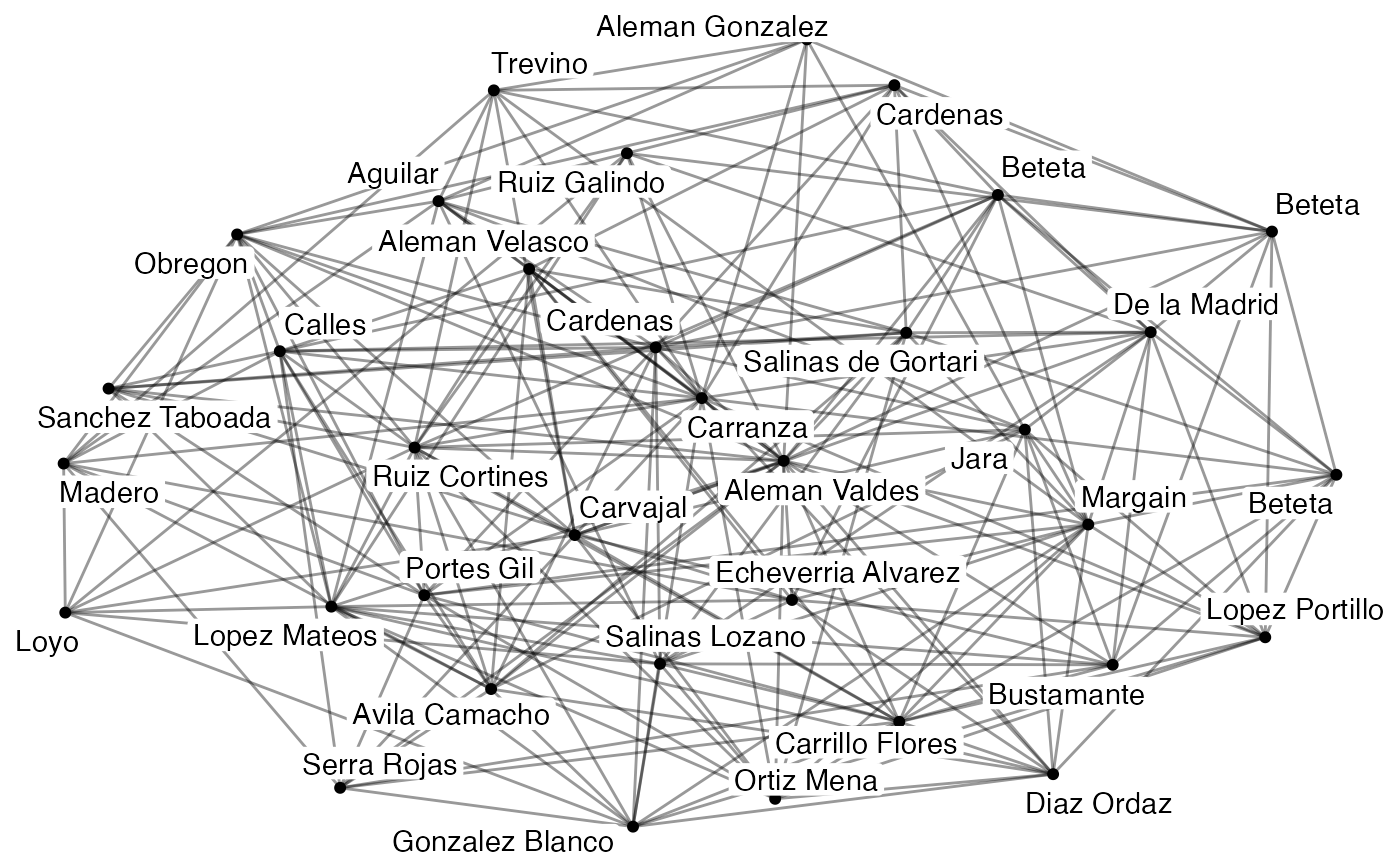 Aleman Gonzalez
Trevino
Cardenas
Aguilar
Ruiz Galindo
Beteta
Beteta
Aleman Velasco
Obregon
De la Madrid
Calles
Cardenas
Salinas de Gortari
Sanchez Taboada
Carranza
Jara
Ruiz Cortines
Madero
Aleman Valdes
Margain
Beteta
Carvajal
Portes Gil
Echeverria Alvarez
Lopez Portillo
Loyo
Lopez Mateos
Salinas Lozano
Bustamante
Avila Camacho
Carrillo Flores
Serra Rojas
Ortiz Mena
Diaz Ordaz
Gonzalez Blanco